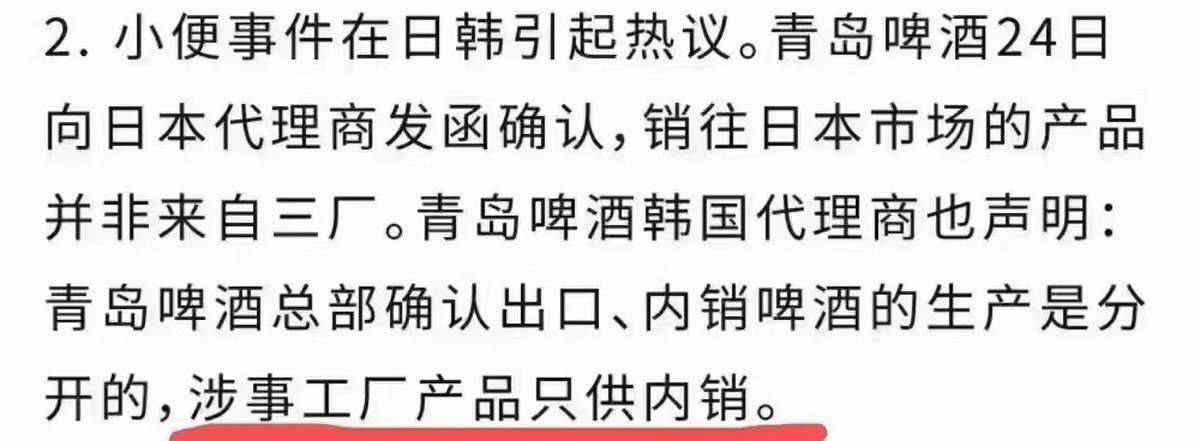 2. 小便事件在日韩引起热议。青岛啤酒24日
向日本代理商发函确认,销往日本市场的产品
并非来自三厂。青岛啤酒韩国代理商也声明:
青岛啤酒总部确认出口、内销啤酒的生产是分
开的,涉事工厂产品只供内销。